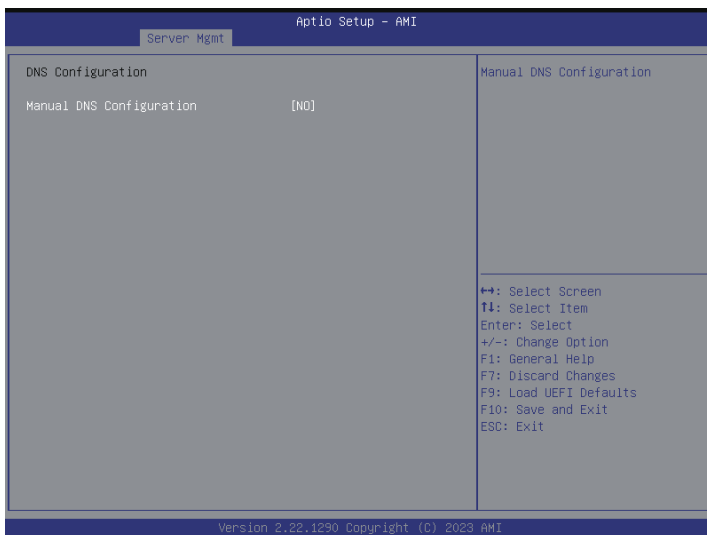 Aptio Setup – AMI
Server Mgmt
DNS Configuration
Manual DNS Configuration [NO]
Manual DNS Configuration
↔: Select Screen
↑↓: Select Item
Enter: Select
+/-: Change Option
F1: General Help
F7: Discard Changes
F9: Load UEFI Defaults
F10: Save and Exit
ESC: Exit
Version 2.22.1290 Copyright (C) 2023 AMI